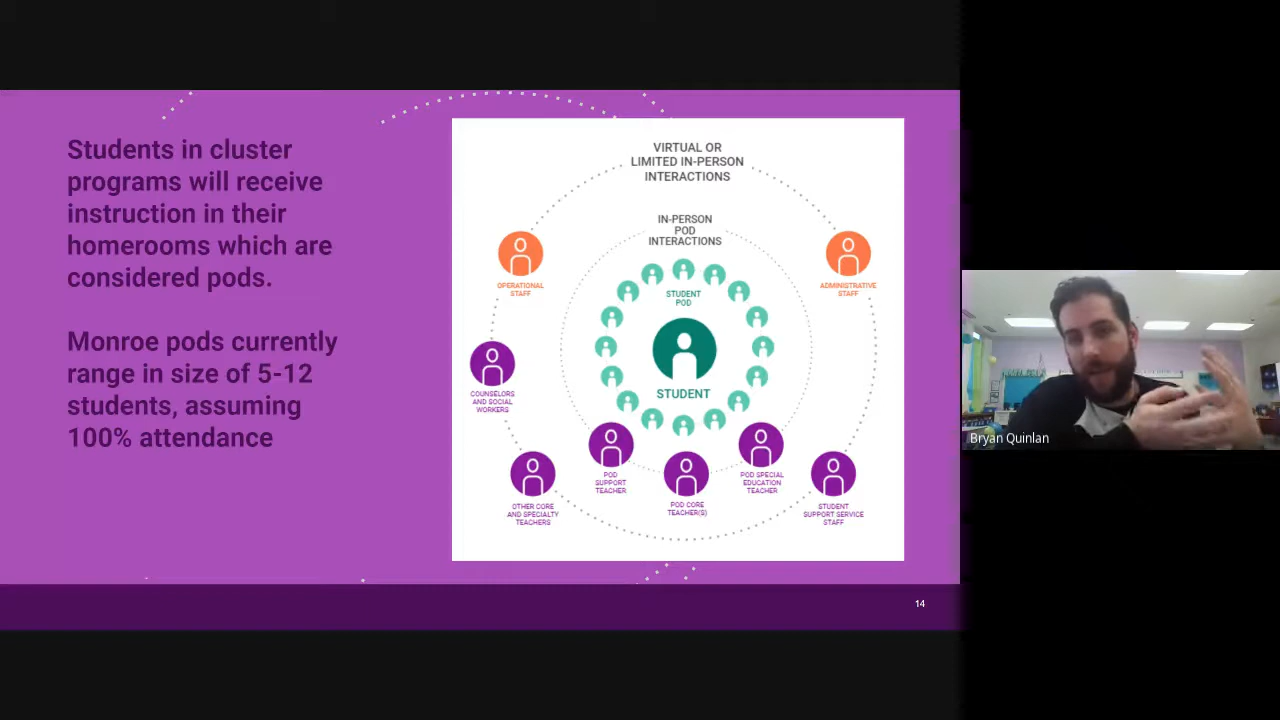 Students in cluster
programs will receive
instruction in their
homerooms which are
considered pods.
Monroe pods currently
range in size of 5-12
students, assuming
100% attendance
VIRTUAL OR
LIMITED IN-PERSON
INTERACTIONS
IN-PERSON
POD
INTERACTIONS
OPERATIONAL
STAFF
ADMINISTRATIVE
STAFF
STUDENT
POD
STUDENT
COUNSELORS
AND SOCIAL
WORKERS
POD
SUPPORT
TEACHER
POD CORE
TEACHER(S)
POD SPECIAL
EDUCATION
TEACHER
OTHER CORE
AND SPECIALTY
TEACHERS
STUDENT
SUPPORT SERVICE
STAFF
14
Bryan Quinlan